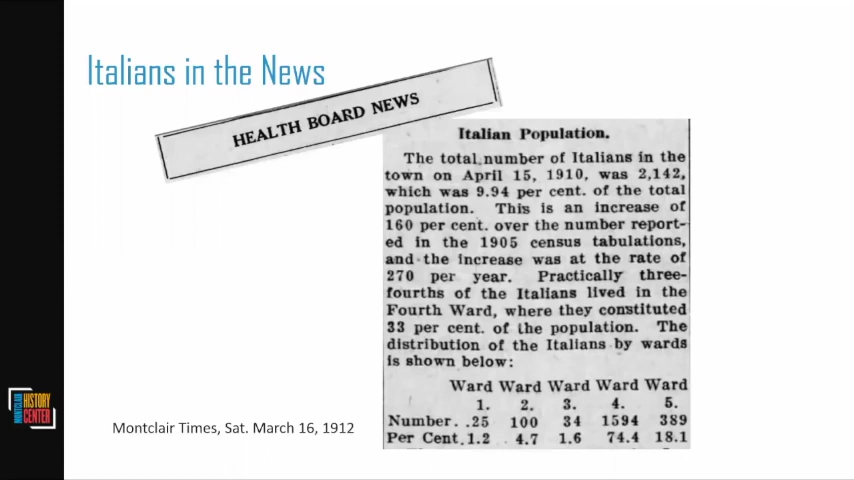 Italians in the News
HEALTH BOARD NEWS
Italian Population.
The total number of Italians in the
town on April 15, 1910, was 2,142,
which was 9.94 per cent. of the total
population. This is an increase of
160 per cent. over the number report-
ed in the 1905 census tabulations,
and the increase was at the rate of
270 per year. Practically three-
fourths of the Italians lived in the
Fourth Ward, where they constituted
33 per cent. of the population. The
distribution of the Italians by wards
is shown below:
Ward Ward Ward Ward Ward
1. 2. 3. 4. 5.
Number. .25 100 34 1594 389
Per Cent.1.2 4.7 1.6 74.4 18.1
Montclair Times, Sat. March 16, 1912
MONTCLAIR
HISTORY
CENTER